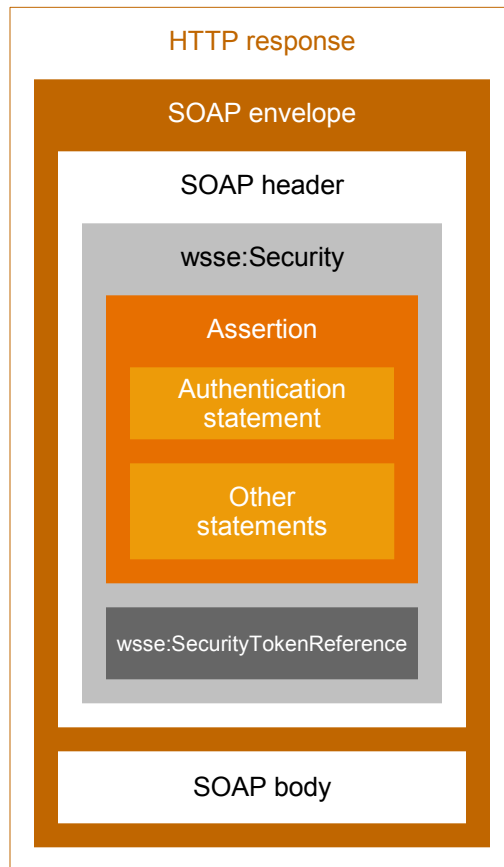 HTTP response
SOAP envelope
SOAP header
wsse:Security
Assertion
Authentication
statement
Other
statements
wsse:SecurityTokenReference
SOAP body